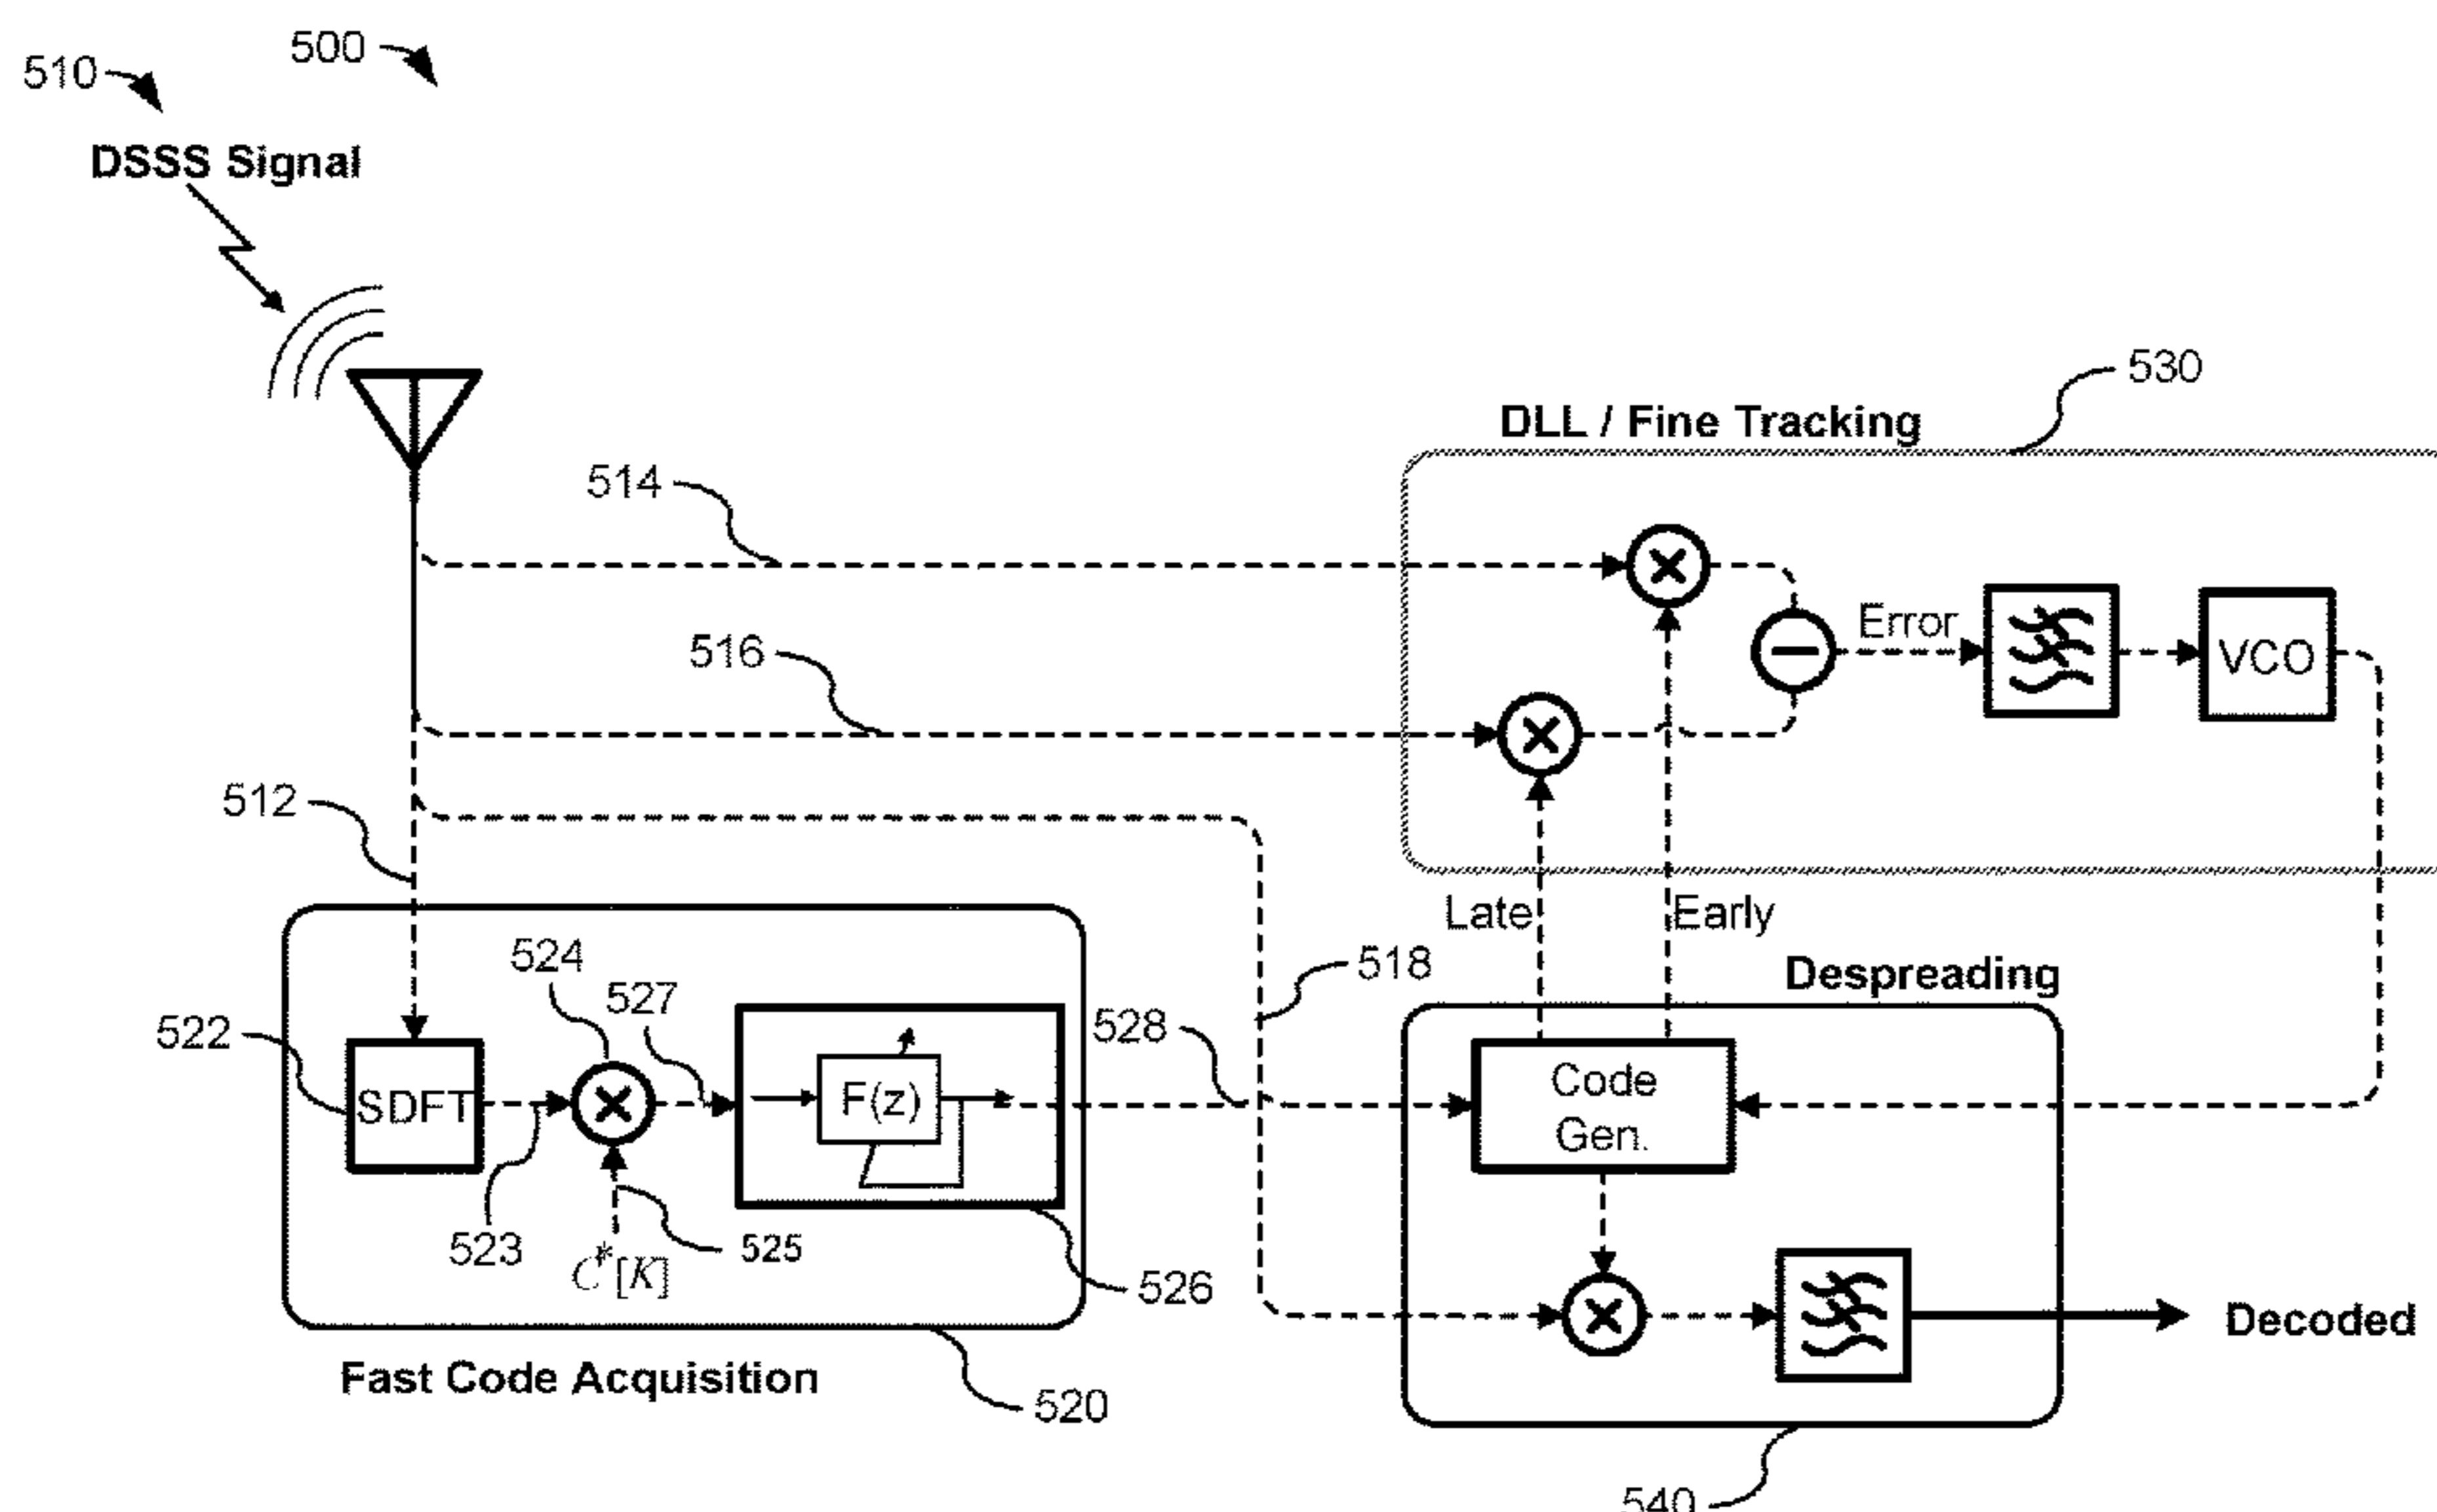 500
510
DSSS Signal
530
DLL / Fine Tracking
514
Error
VCO
516
512
Late
Early
518
Despreading
524
527
528
522
SDFT
F(z)
Code
Gen.
523
525
C*[K]
526
Decoded
Fast Code Acquisition
520
540